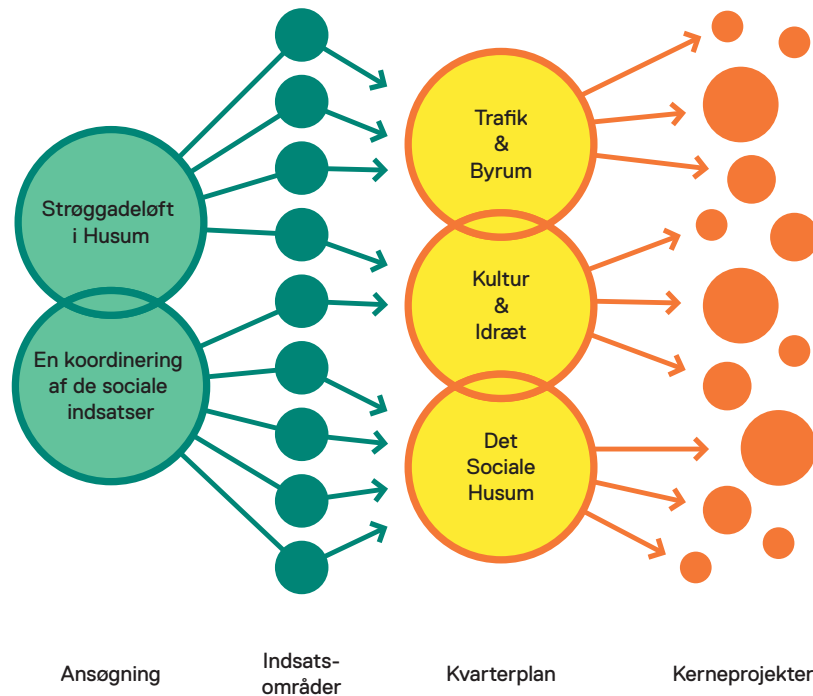 Strøggadeløft
i Husum
En koordinering
af de sociale
indsatser
Trafik
&
Byrum
Kultur
&
Idræt
Det
Sociale
Husum
Ansøgning
Indsats-
områder
Kvarterplan
Kerneprojekter